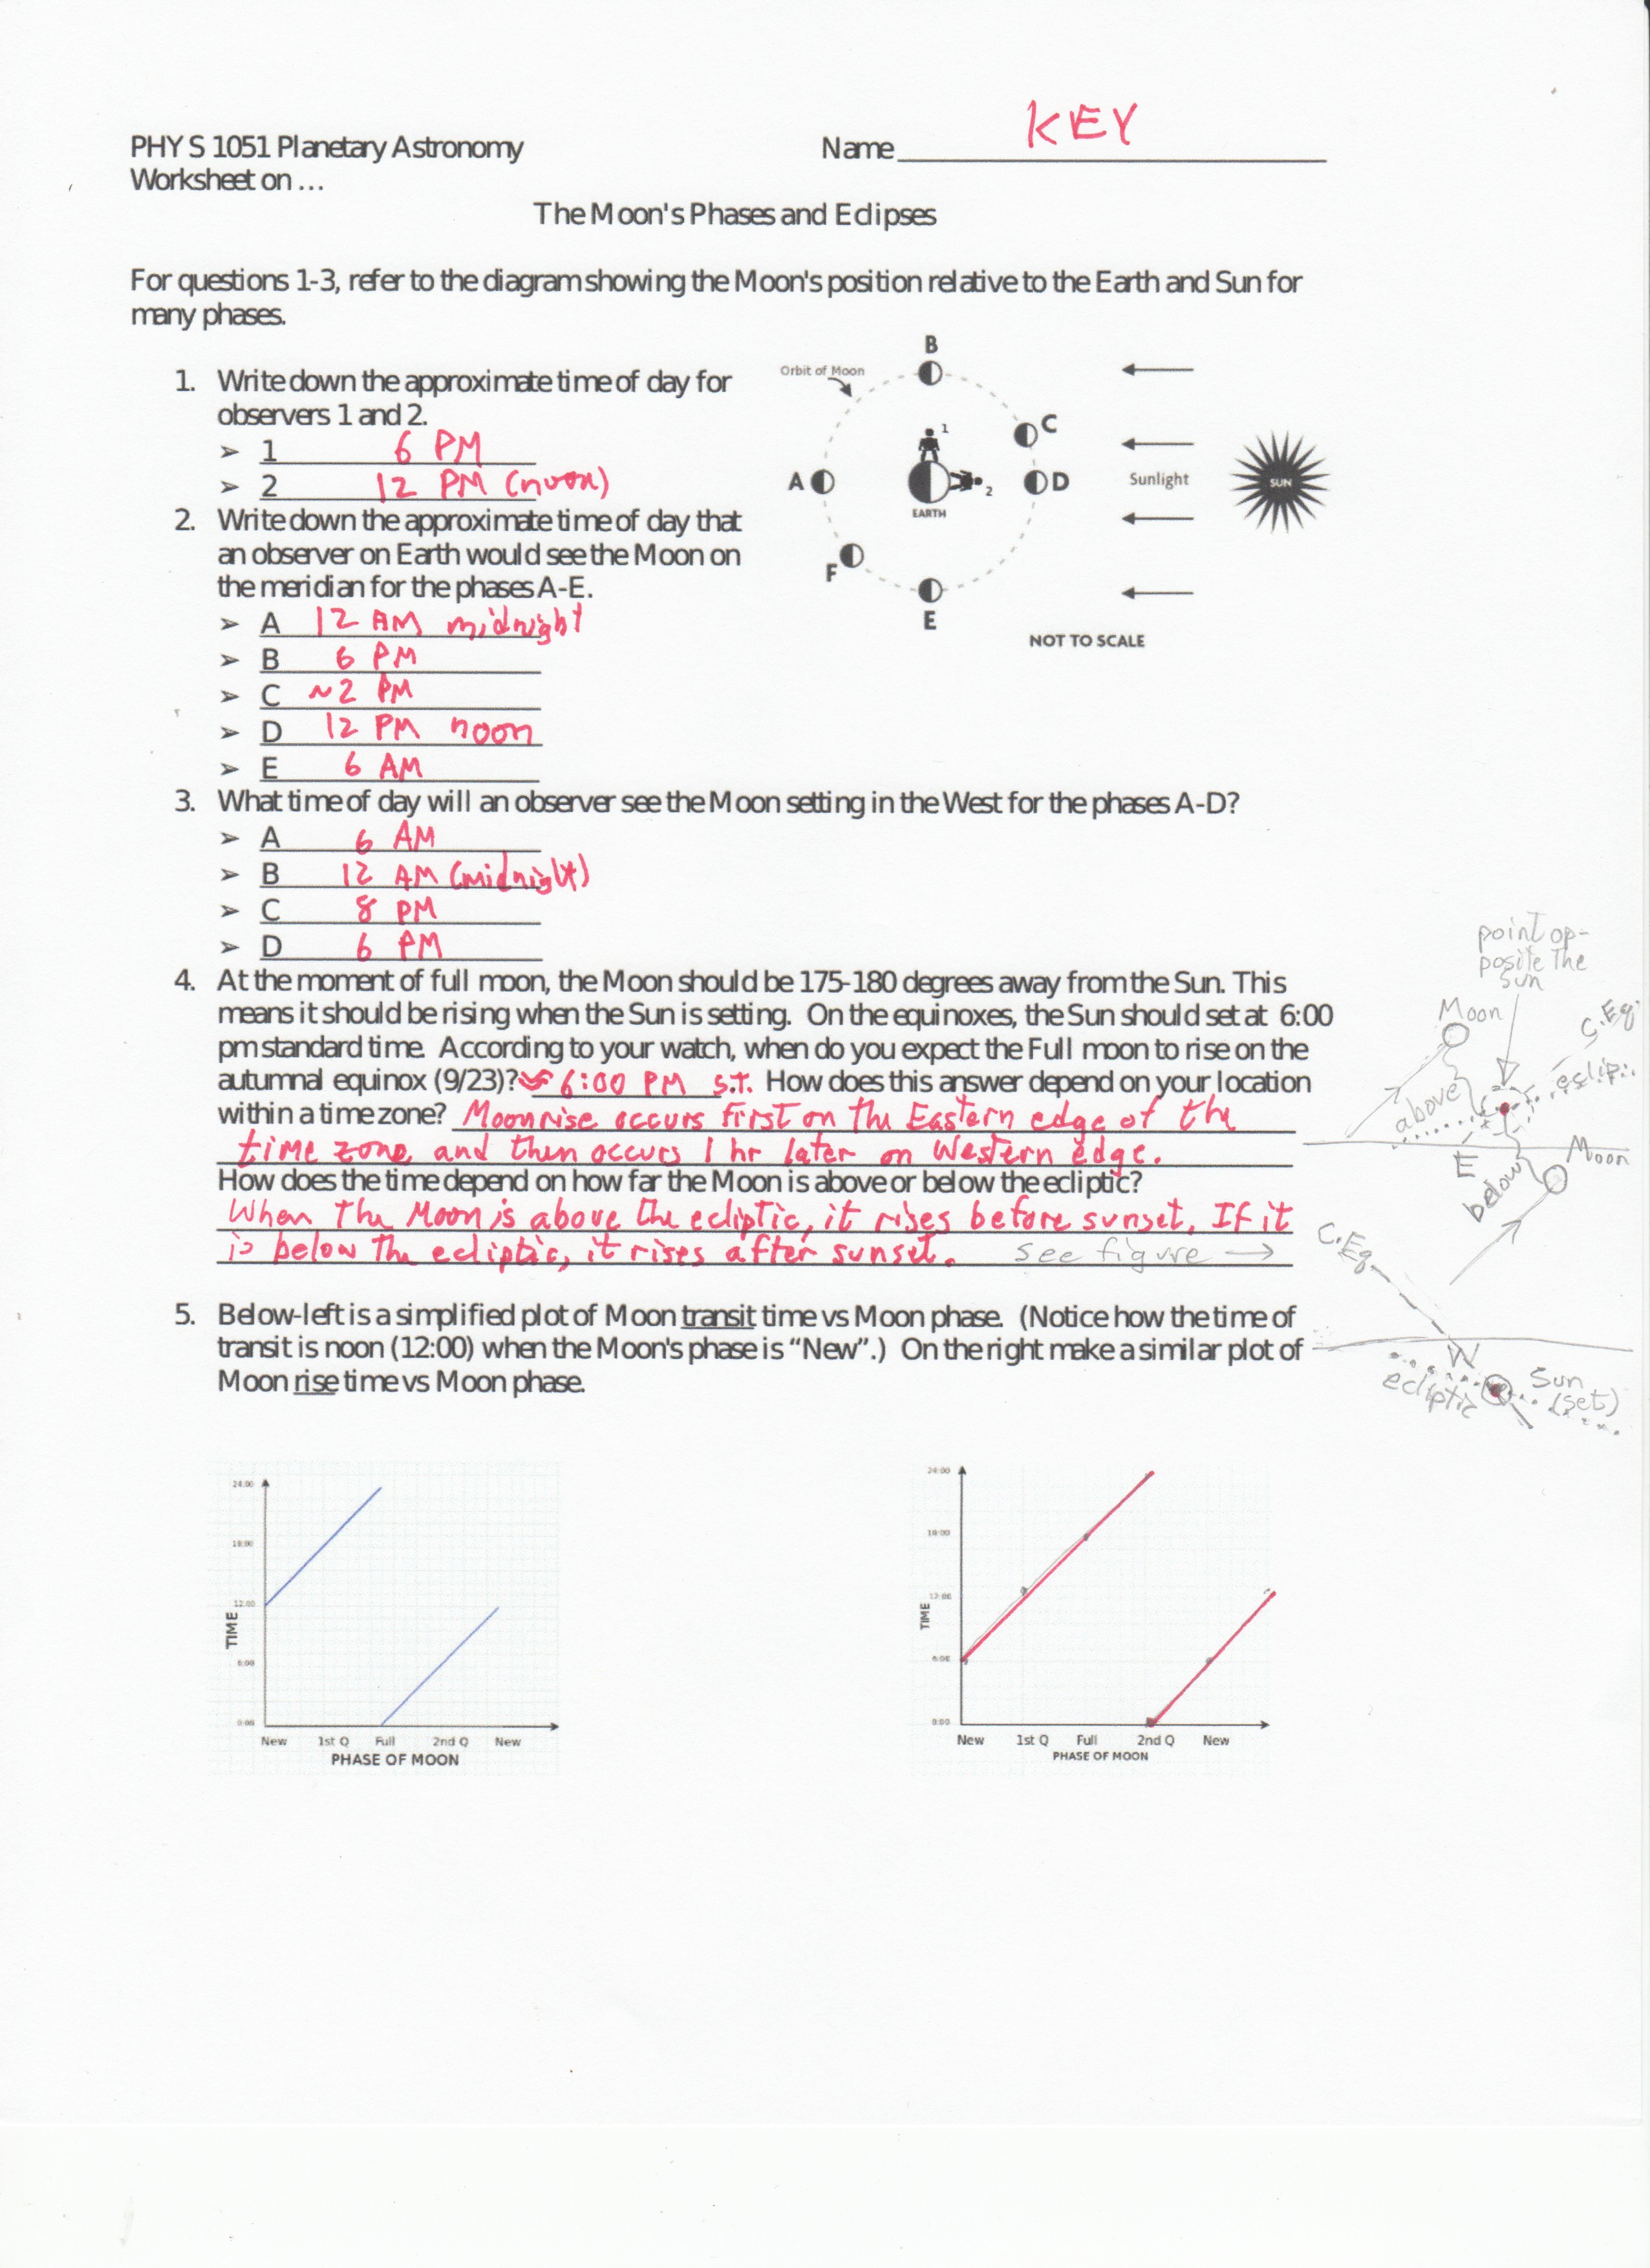 PHYS 1051 Planetary Astronomy
Name KEY
Worksheet on ...
The Moon's Phases and Eclipses
For questions 1-3, refer to the diagram showing the Moon's position relative to the Earth and Sun for
many phases.
1. Write down the approximate time of day for
observers 1 and 2.
➢ 1 6 PM
➢ 2 12 PM (noon)
2. Write down the approximate time of day that
an observer on Earth would see the Moon on
the meridian for the phases A-E.
➢ A 12 AM midnight
➢ B 6 PM
➢ C ~2 PM
➢ D 12 PM noon
➢ E 6 AM
B
Orbit of Moon
C
1
A
D
2
Sunlight
SUN
EARTH
F
E
NOT TO SCALE
3. What time of day will an observer see the Moon setting in the West for the phases A-D?
➢ A 6 AM
➢ B 12 AM (midnight)
➢ C 8 PM
➢ D 6 PM
4. At the moment of full moon, the Moon should be 175-180 degrees away from the Sun. This
means it should be rising when the Sun is setting. On the equinoxes, the Sun should set at 6:00
pm standard time. According to your watch, when do you expect the Full moon to rise on the
autumnal equinox (9/23)? ≈ 6:00 PM s.t. How does this answer depend on your location
within a time zone? Moonrise occurs first on the Eastern edge of the
time zone and then occurs 1 hr later on Western edge.
How does the time depend on how far the Moon is above or below the ecliptic?
When the Moon is above the ecliptic, it rises before sunset. If it
is below the ecliptic, it rises after sunset. see figure →
point op-
posite the
sun
Moon
C.Eq
eclip.
above
E
Moon
below
C.Eq.
W
ecliptic
Sun
(set)
5. Below-left is a simplified plot of Moon transit time vs Moon phase. (Notice how the time of
transit is noon (12:00) when the Moon's phase is “New”.) On the right make a similar plot of
Moon rise time vs Moon phase.
24:00
18:00
12:00
6:00
0:00
TIME
New 1st Q Full 2nd Q New
PHASE OF MOON
24:00
18:00
12:00
6:00
0:00
TIME
New 1st Q Full 2nd Q New
PHASE OF MOON